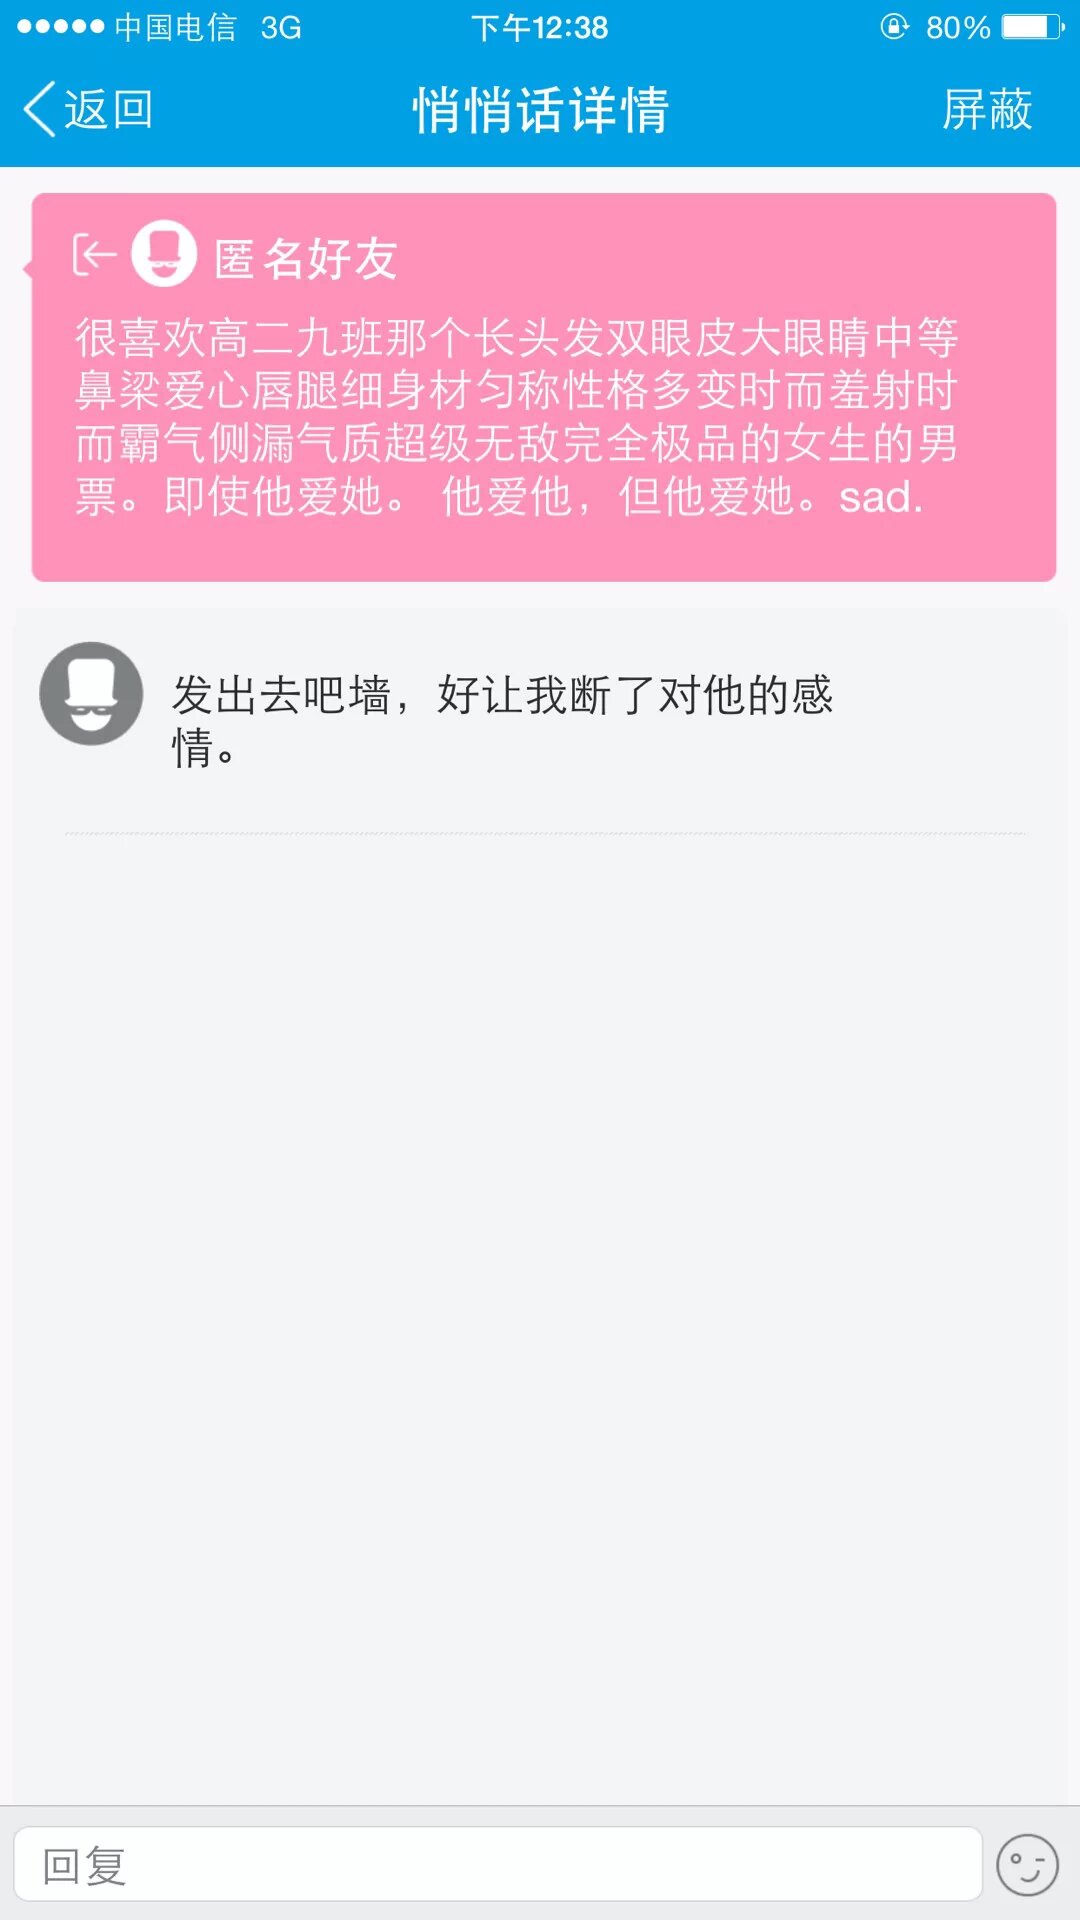 中国电信 3G 下午12:38 80%
返回 悄悄话详情 屏蔽
匿名好友
很喜欢高二九班那个长头发双眼皮大眼睛中等
鼻梁爱心唇腿细身材匀称性格多变时而羞射时
而霸气侧漏气质超级无敌完全极品的女生的男
票。即使他爱她。 他爱他，但他爱她。sad.
发出去吧墙，好让我断了对他的感
情。
回复